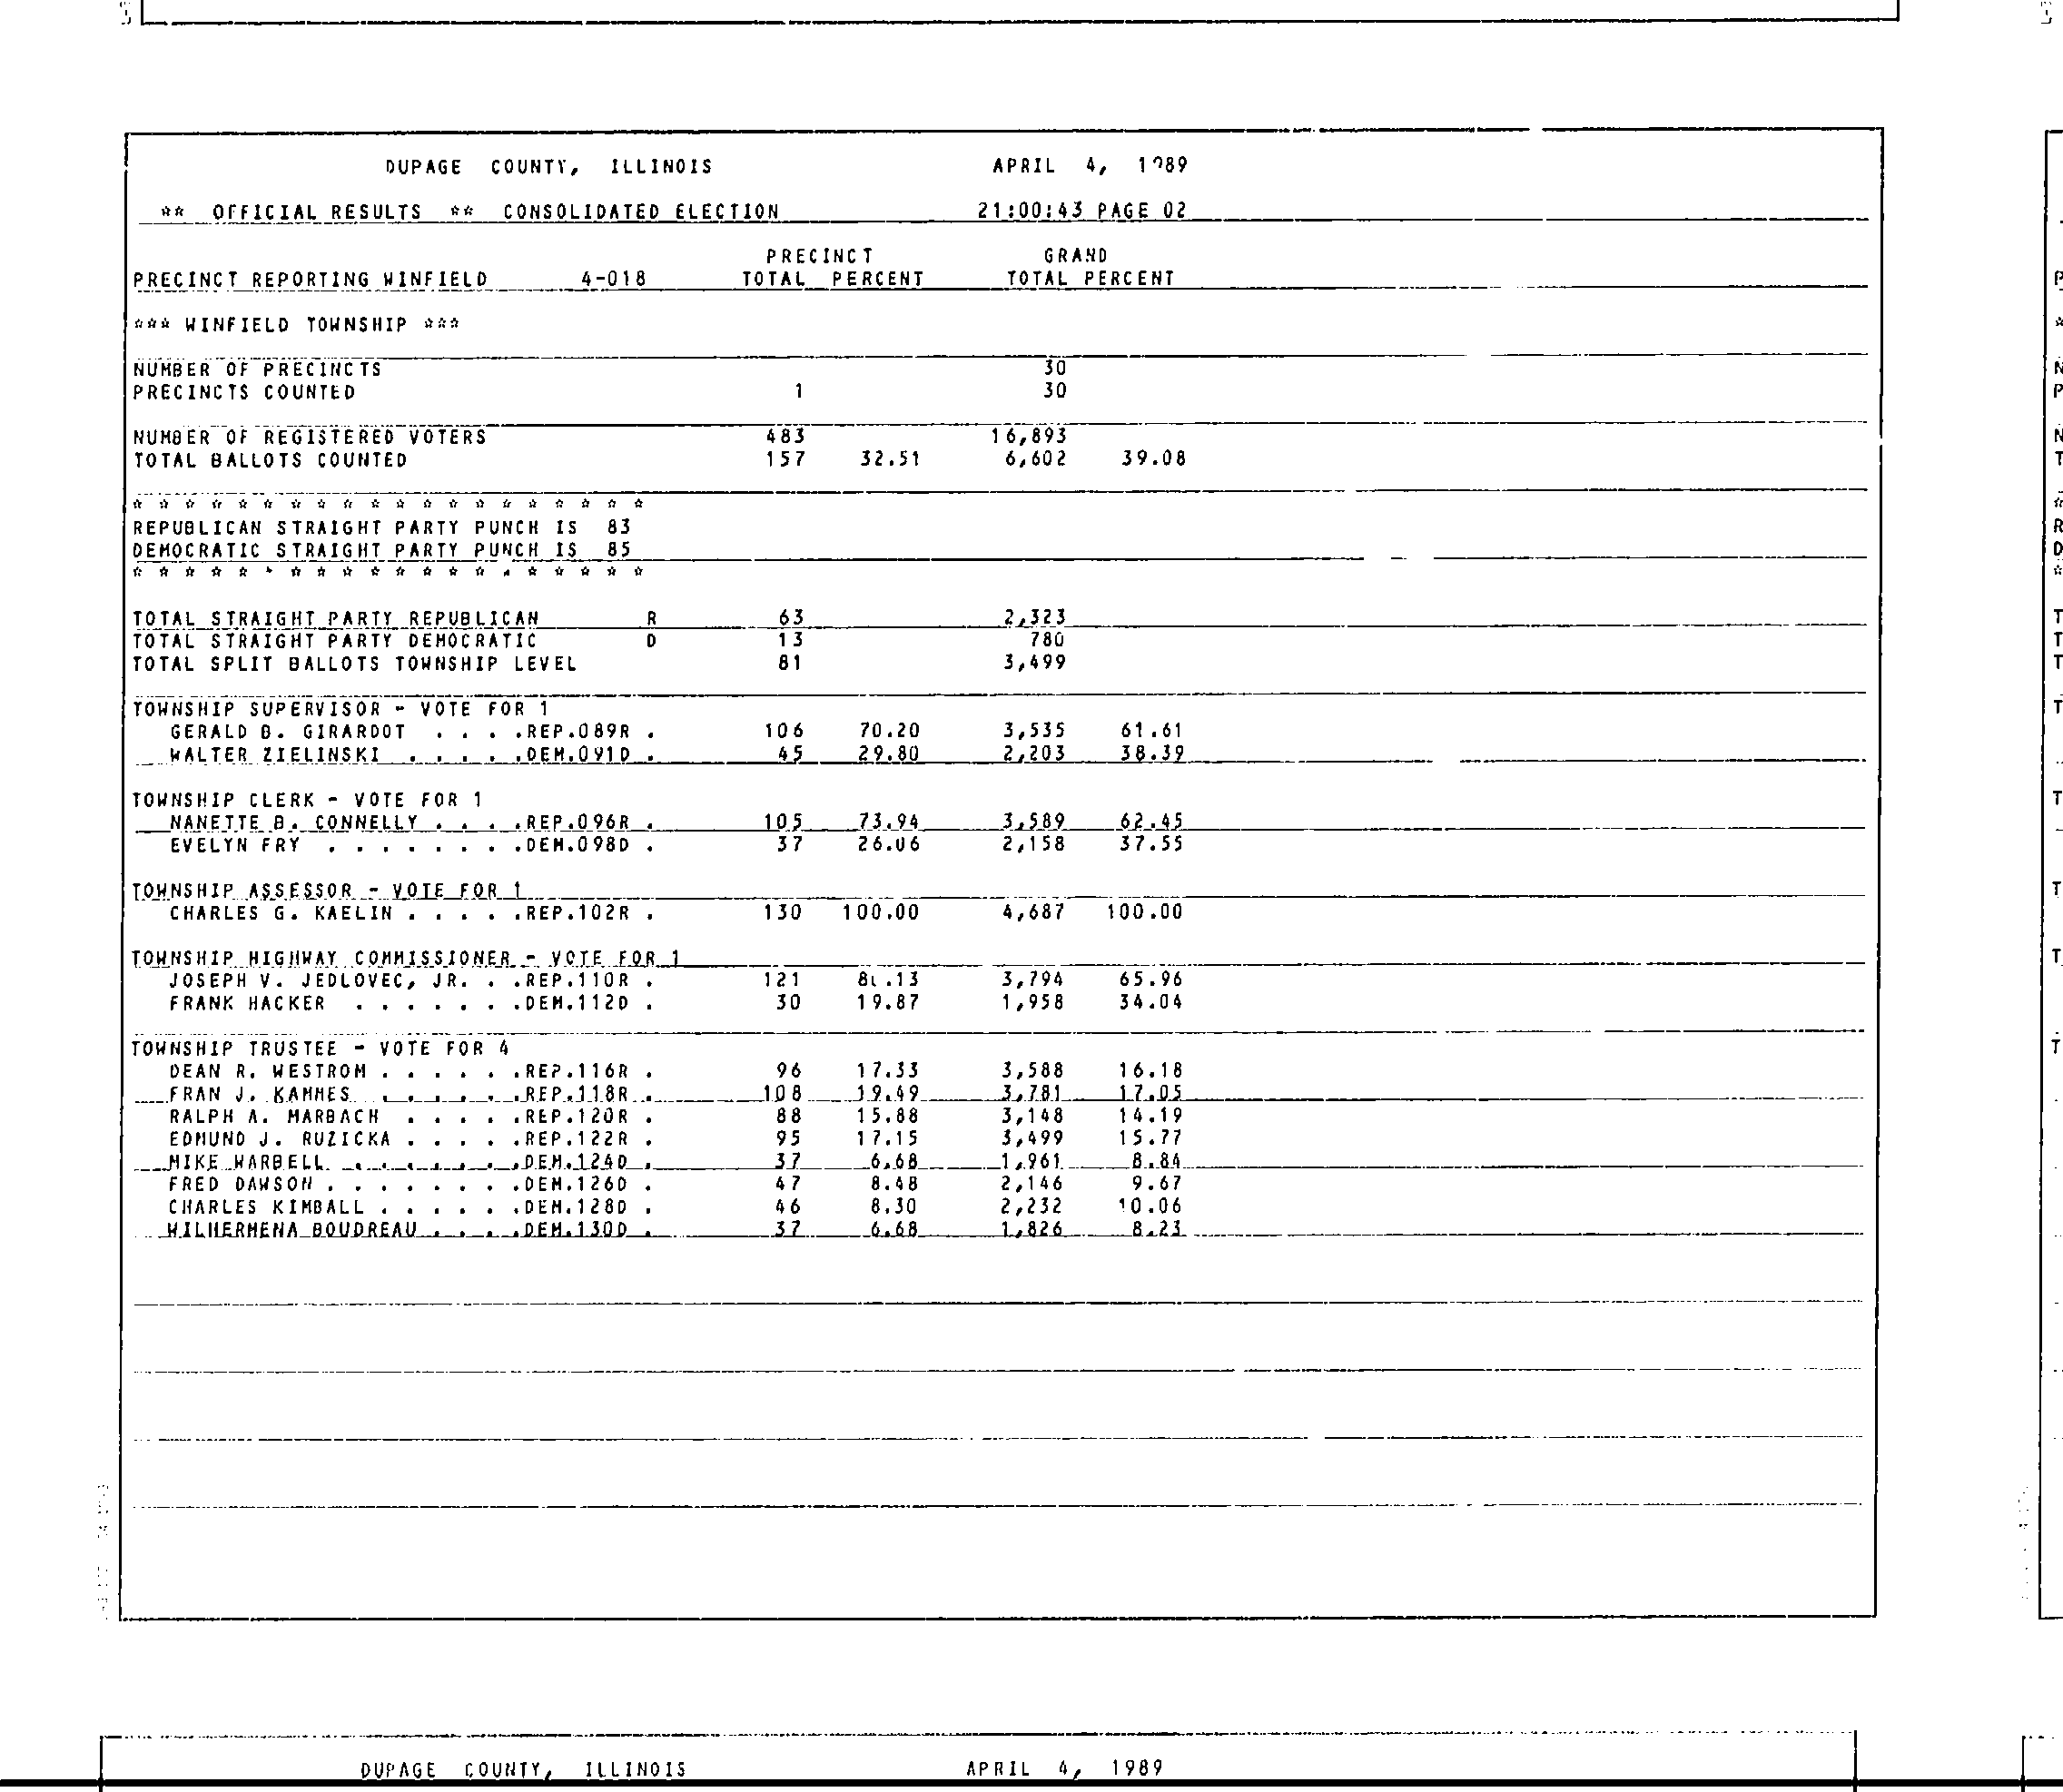 DUPAGE COUNTY, ILLINOIS APRIL 4, 1989
** OFFICIAL RESULTS ** CONSOLIDATED ELECTION 21:00:43 PAGE 02
PRECINCT GRAND
PRECINCT REPORTING WINFIELD 4-018 TOTAL PERCENT TOTAL PERCENT
*** WINFIELD TOWNSHIP ***
NUMBER OF PRECINCTS 30
PRECINCTS COUNTED 1 30
NUMBER OF REGISTERED VOTERS 483 16,893
TOTAL BALLOTS COUNTED 157 32.51 6,602 39.08
* * * * * * * * * * * * * * * * * * * *
REPUBLICAN STRAIGHT PARTY PUNCH IS 83
DEMOCRATIC STRAIGHT PARTY PUNCH IS 85
* * * * * * * * * * * * * * * * * * * *
TOTAL STRAIGHT PARTY REPUBLICAN R 63 2,323
TOTAL STRAIGHT PARTY DEMOCRATIC D 13 780
TOTAL SPLIT BALLOTS TOWNSHIP LEVEL 81 3,499
TOWNSHIP SUPERVISOR - VOTE FOR 1
GERALD B. GIRARDOT . . . .REP.089R . 106 70.20 3,535 61.61
WALTER ZIELINSKI . . . . .DEM.091D . 45 29.80 2,203 38.39
TOWNSHIP CLERK - VOTE FOR 1
NANETTE B. CONNELLY . . . .REP.096R . 105 73.94 3,589 62.45
EVELYN FRY . . . . . . . .DEM.098D . 37 26.06 2,158 37.55
TOWNSHIP ASSESSOR - VOTE FOR 1
CHARLES G. KAELIN . . . . .REP.102R . 130 100.00 4,687 100.00
TOWNSHIP HIGHWAY COMMISSIONER - VOTE FOR 1
JOSEPH V. JEDLOVEC, JR. . .REP.110R . 121 80.13 3,794 65.96
FRANK HACKER . . . . . . .DEM.112D . 30 19.87 1,958 34.04
TOWNSHIP TRUSTEE - VOTE FOR 4
DEAN R. WESTROM . . . . . .REP.116R . 96 17.33 3,588 16.18
FRAN J. KAMMES . . . . . .REP.118R . 108 19.49 3,781 17.05
RALPH A. MARBACH . . . . .REP.120R . 88 15.88 3,148 14.19
EDMUND J. RUZICKA . . . . .REP.122R . 95 17.15 3,499 15.77
MIKE WARBELL . . . . . . . .DEM.124D . 37 6.68 1,961 8.84
FRED DAWSON . . . . . . . .DEM.126D . 47 8.48 2,146 9.67
CHARLES KIMBALL . . . . . .DEM.128D . 46 8.30 2,232 10.06
WILHERMENA BOUDREAU . . . .DEM.130D . 37 6.68 1,826 8.23
DUPAGE COUNTY, ILLINOIS APRIL 4, 1989